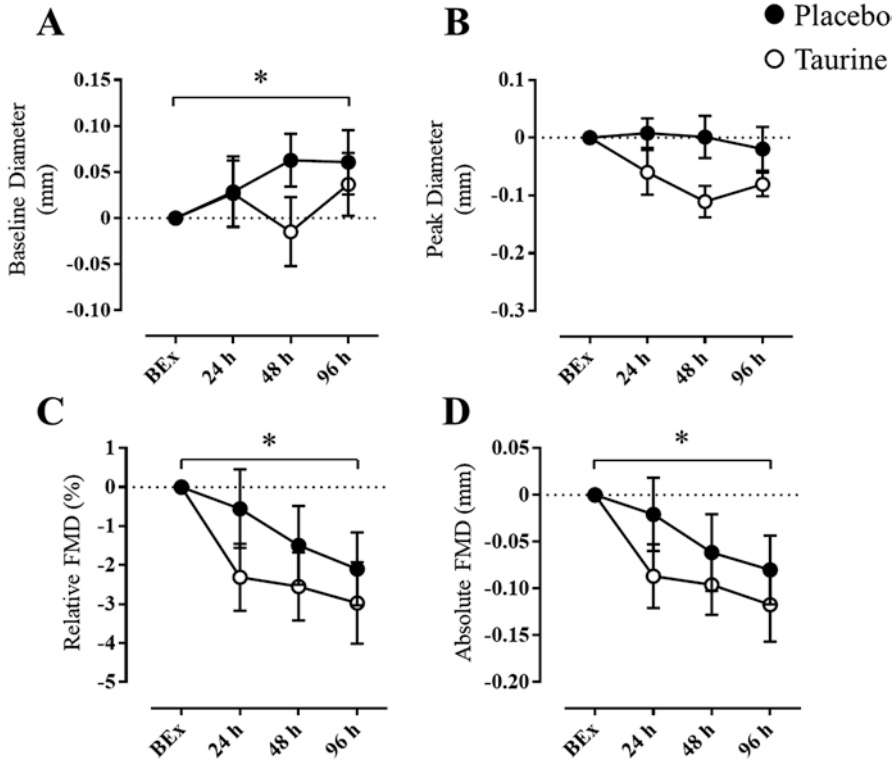 A
B
Placebo
Taurine
Baseline Diameter
(mm)
0.15
0.10
0.05
0
-0.05
-0.10
*
BEx
24 h
48 h
96 h
Peak Diameter
(mm)
0.1
0
-0.1
-0.2
-0.3
BEx
24 h
48 h
96 h
C
D
Relative FMD (%)
1
0
-1
-2
-3
-4
-5
*
BEx
24 h
48 h
96 h
Absolute FMD (mm)
0.05
0.00
-0.05
-0.10
-0.15
-0.20
*
BEx
24 h
48 h
96 h